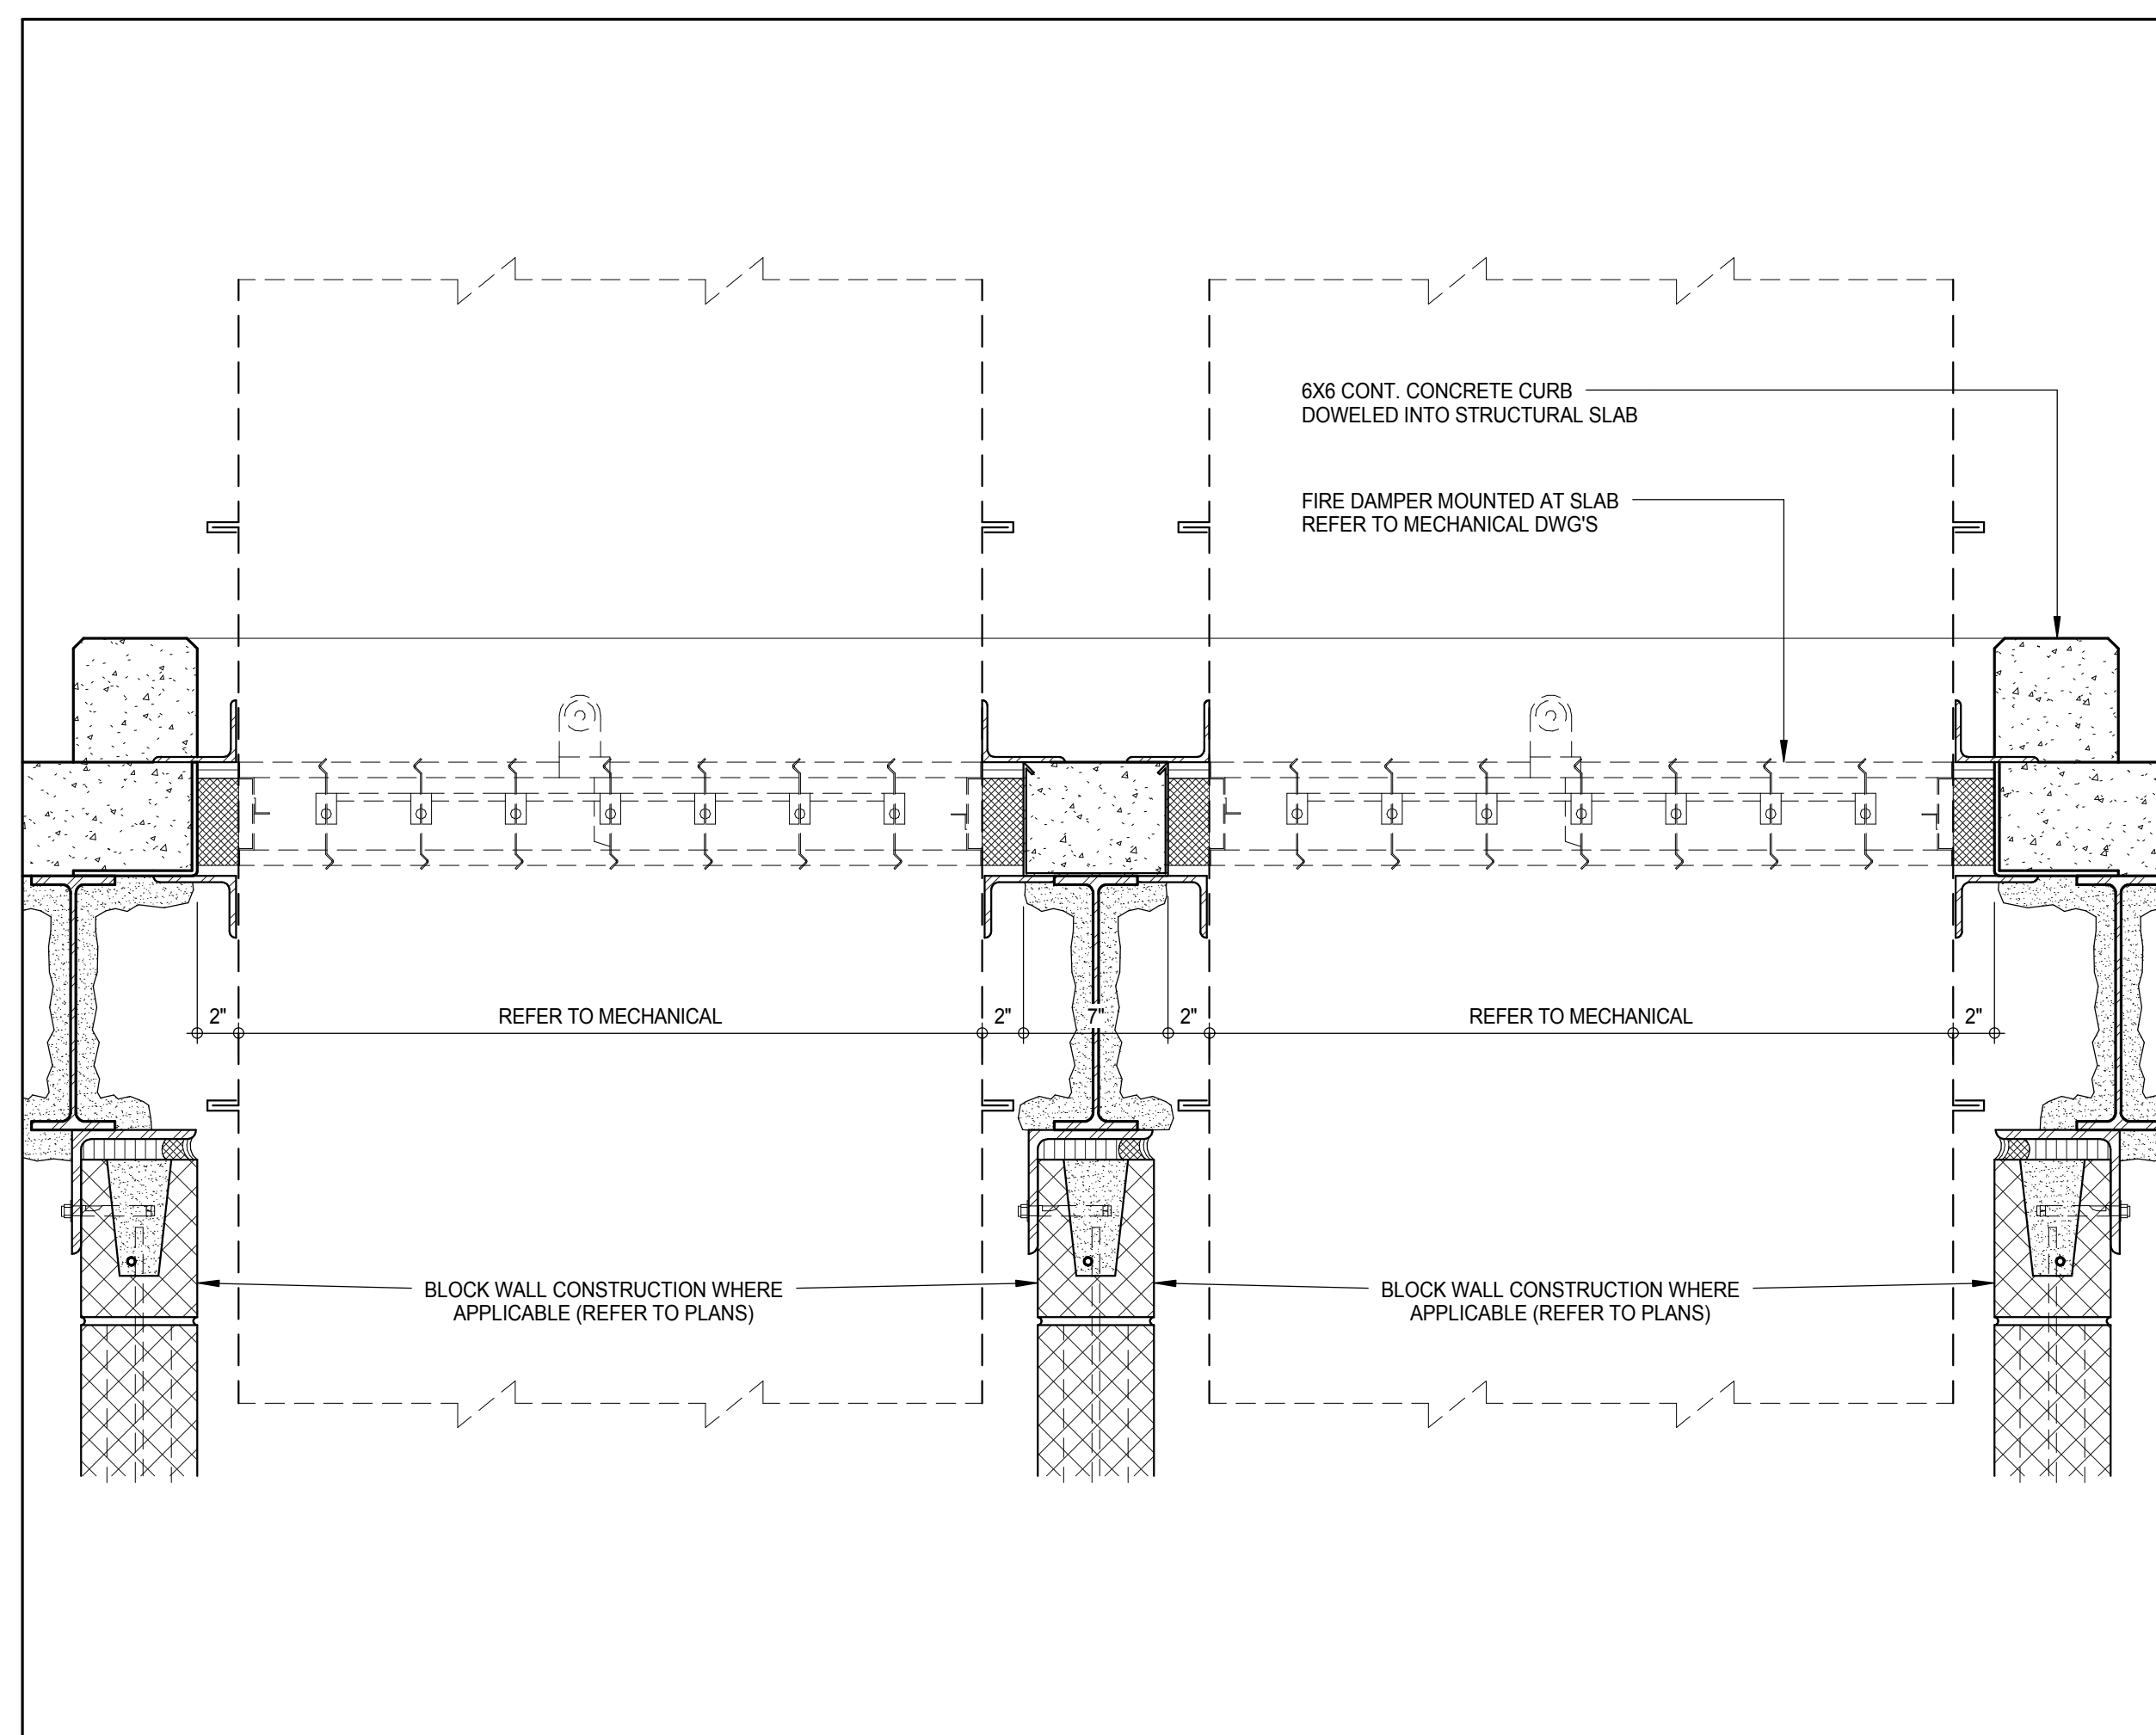 6X6 CONT. CONCRETE CURB
DOWELED INTO STRUCTURAL SLAB
FIRE DAMPER MOUNTED AT SLAB
REFER TO MECHANICAL DWG'S
2" REFER TO MECHANICAL 2" 7" 2" REFER TO MECHANICAL 2"
BLOCK WALL CONSTRUCTION WHERE
APPLICABLE (REFER TO PLANS)
BLOCK WALL CONSTRUCTION WHERE
APPLICABLE (REFER TO PLANS)